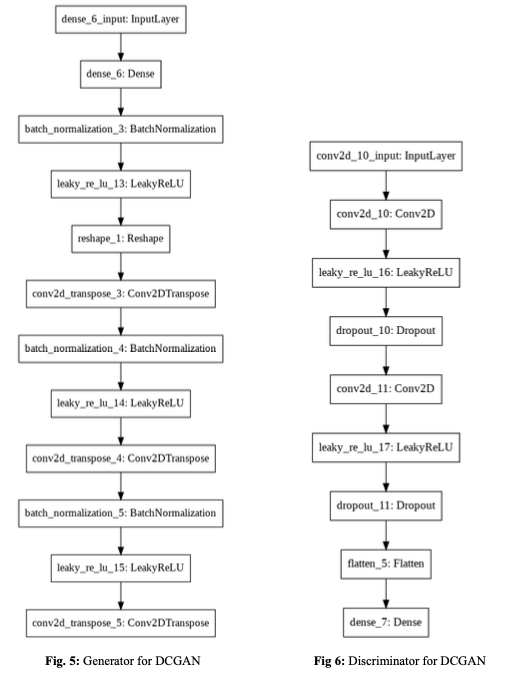 dense_6_input: InputLayer
dense_6: Dense
batch_normalization_3: BatchNormalization
leaky_re_lu_13: LeakyReLU
reshape_1: Reshape
conv2d_transpose_3: Conv2DTranspose
batch_normalization_4: BatchNormalization
leaky_re_lu_14: LeakyReLU
conv2d_transpose_4: Conv2DTranspose
batch_normalization_5: BatchNormalization
leaky_re_lu_15: LeakyReLU
conv2d_transpose_5: Conv2DTranspose
Fig. 5: Generator for DCGAN
conv2d_10_input: InputLayer
conv2d_10: Conv2D
leaky_re_lu_16: LeakyReLU
dropout_10: Dropout
conv2d_11: Conv2D
leaky_re_lu_17: LeakyReLU
dropout_11: Dropout
flatten_5: Flatten
dense_7: Dense
Fig 6: Discriminator for DCGAN